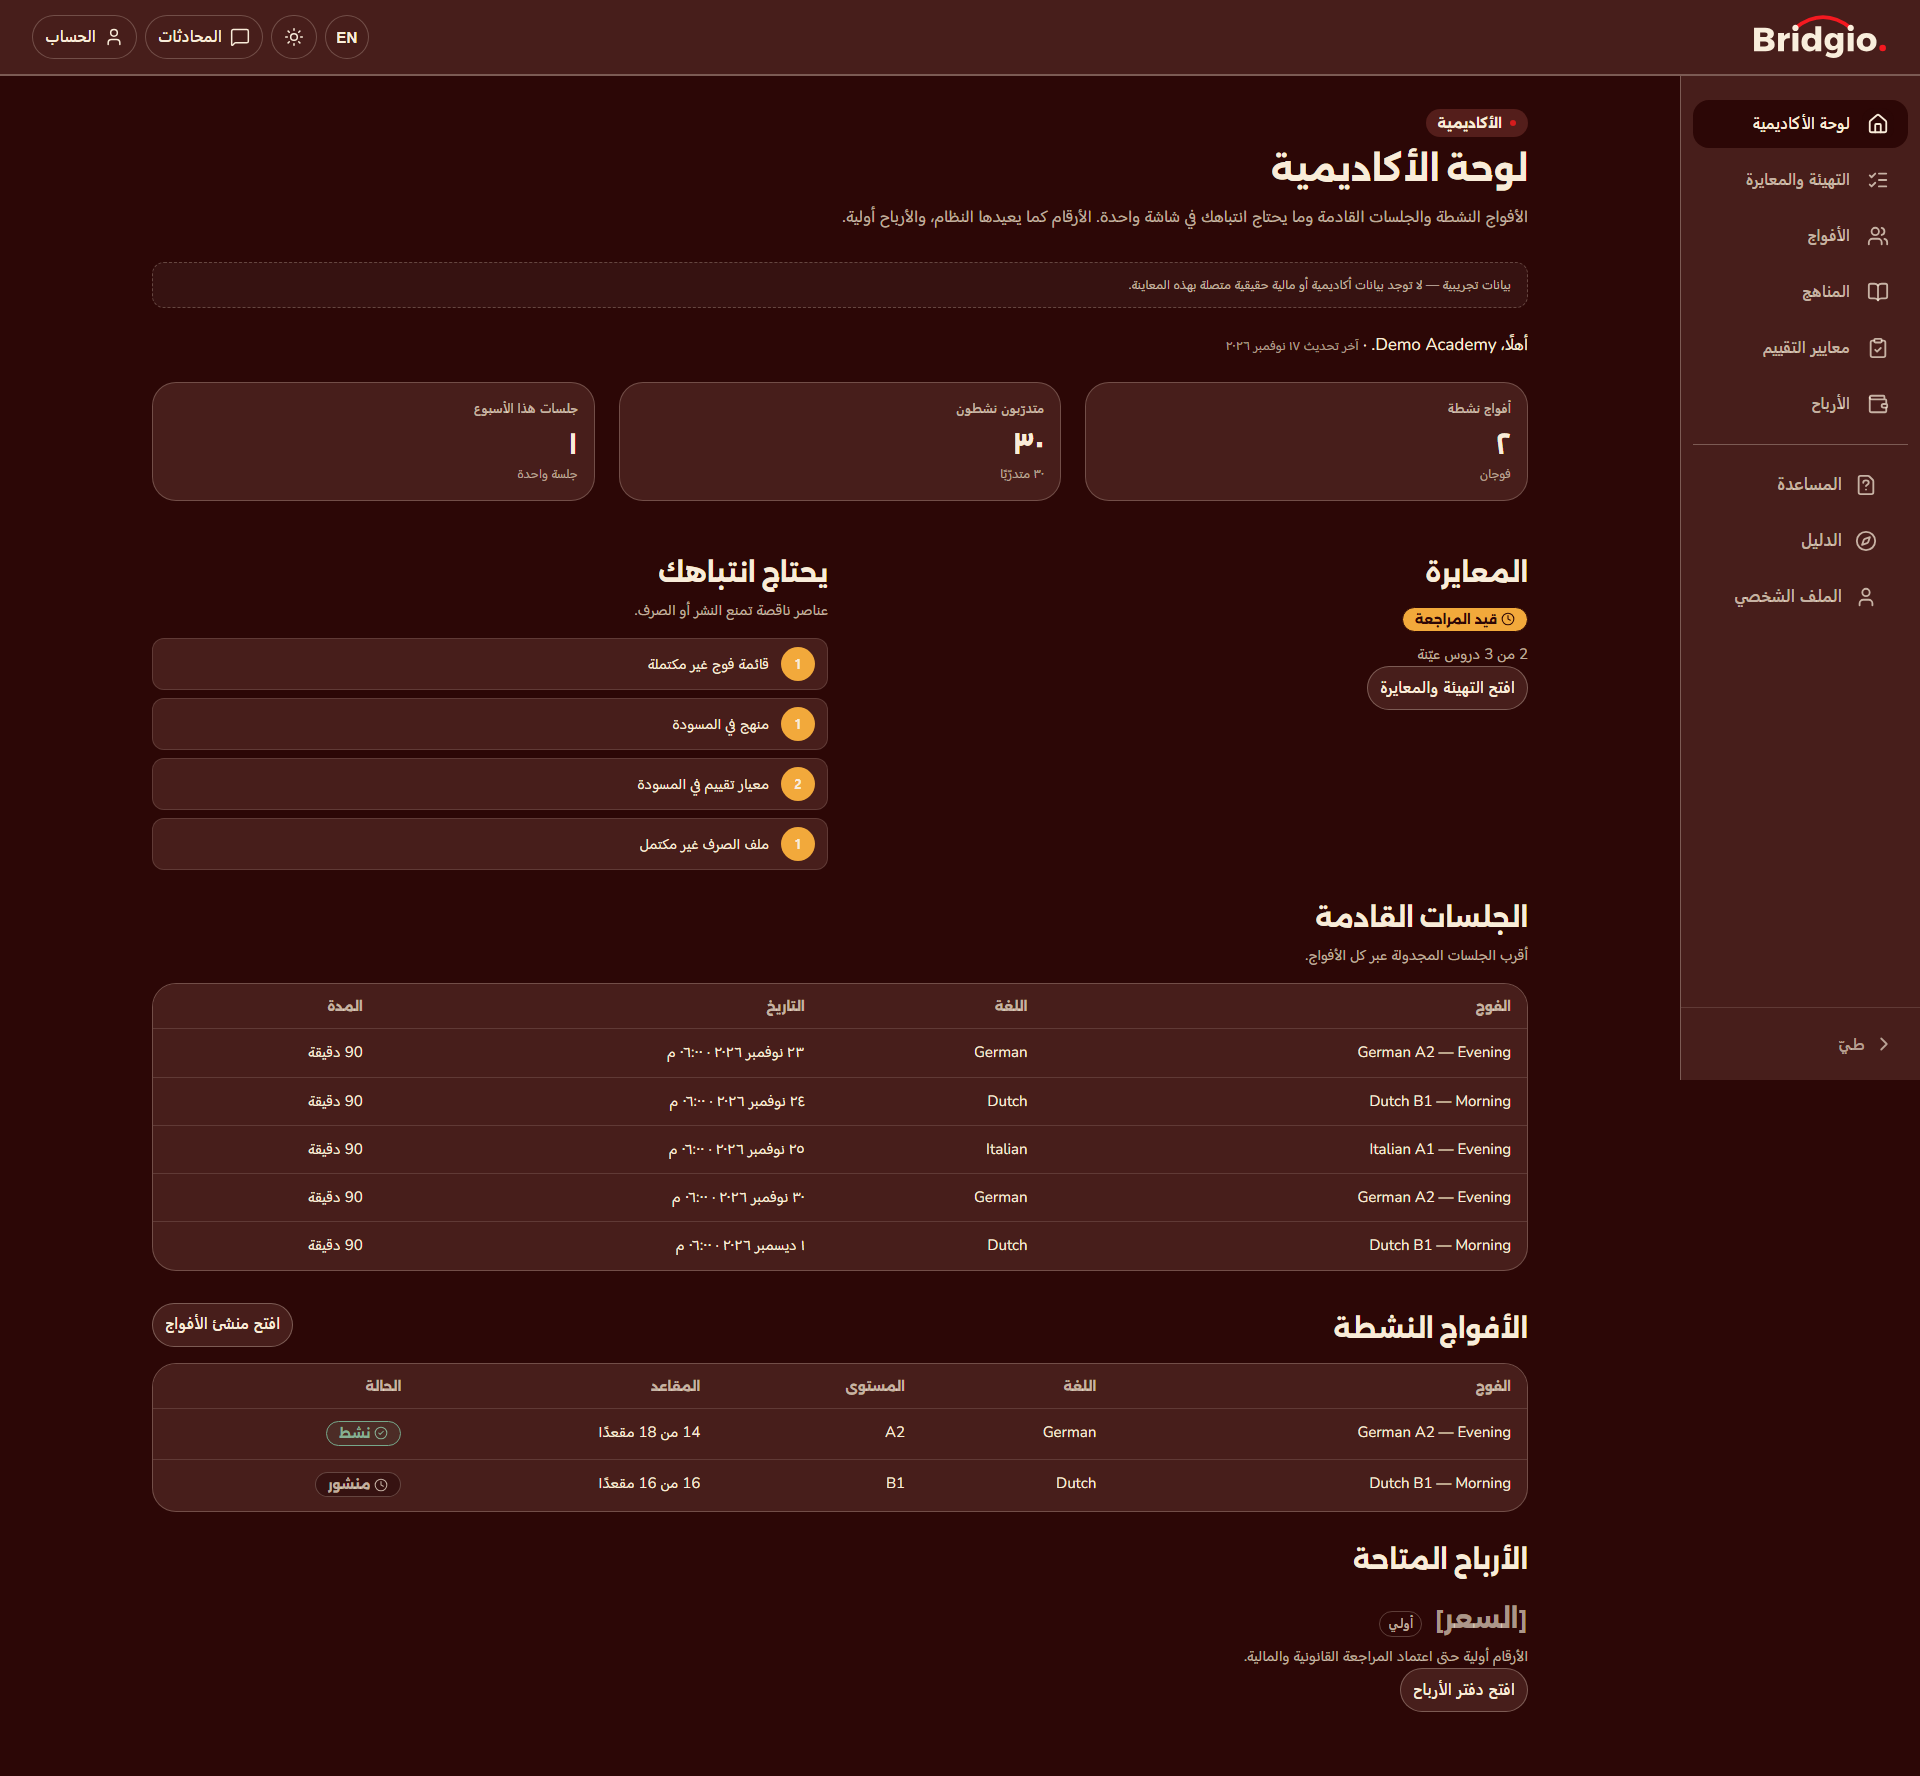 Bridgio.
EN
المحادثات
الحساب
لوحة الأكاديمية
التهيئة والمعايرة
الأفواج
المناهج
معايير التقييم
الأرباح
المساعدة
الدليل
الملف الشخصي
طيّ
الأكاديمية
لوحة الأكاديمية
الأفواج النشطة والجلسات القادمة وما يحتاج انتباهك في شاشة واحدة. الأرقام كما يعيدها النظام، والأرباح أولية.
بيانات تجريبية — لا توجد بيانات أكاديمية أو مالية حقيقية متصلة بهذه المعاينة.
أهلًا، Demo Academy. · آخر تحديث ١٧ نوفمبر ٢٠٢٦
أفواج نشطة
٢
فوجان
متدرّبون نشطون
٣٠
٣٠ متدرّبًا
جلسات هذا الأسبوع
١
جلسة واحدة
المعايرة
قيد المراجعة
2 من 3 دروس عيّنة
افتح التهيئة والمعايرة
يحتاج انتباهك
عناصر ناقصة تمنع النشر أو الصرف.
1 قائمة فوج غير مكتملة
1 منهج في المسودة
2 معيار تقييم في المسودة
1 ملف الصرف غير مكتمل
الجلسات القادمة
أقرب الجلسات المجدولة عبر كل الأفواج.
الفوج اللغة التاريخ المدة
German A2 — Evening German ٢٣ نوفمبر ٢٠٢٦ · ٠٦:٠٠ م 90 دقيقة
Dutch B1 — Morning Dutch ٢٤ نوفمبر ٢٠٢٦ · ٠٦:٠٠ م 90 دقيقة
Italian A1 — Evening Italian ٢٥ نوفمبر ٢٠٢٦ · ٠٦:٠٠ م 90 دقيقة
German A2 — Evening German ٣٠ نوفمبر ٢٠٢٦ · ٠٦:٠٠ م 90 دقيقة
Dutch B1 — Morning Dutch ١ ديسمبر ٢٠٢٦ · ٠٦:٠٠ م 90 دقيقة
الأفواج النشطة
افتح منشئ الأفواج
الفوج اللغة المستوى المقاعد الحالة
German A2 — Evening German A2 14 من 18 مقعدًا نشط
Dutch B1 — Morning Dutch B1 16 من 16 مقعدًا منشور
الأرباح المتاحة
[السعر] أولي
الأرقام أولية حتى اعتماد المراجعة القانونية والمالية.
افتح دفتر الأرباح